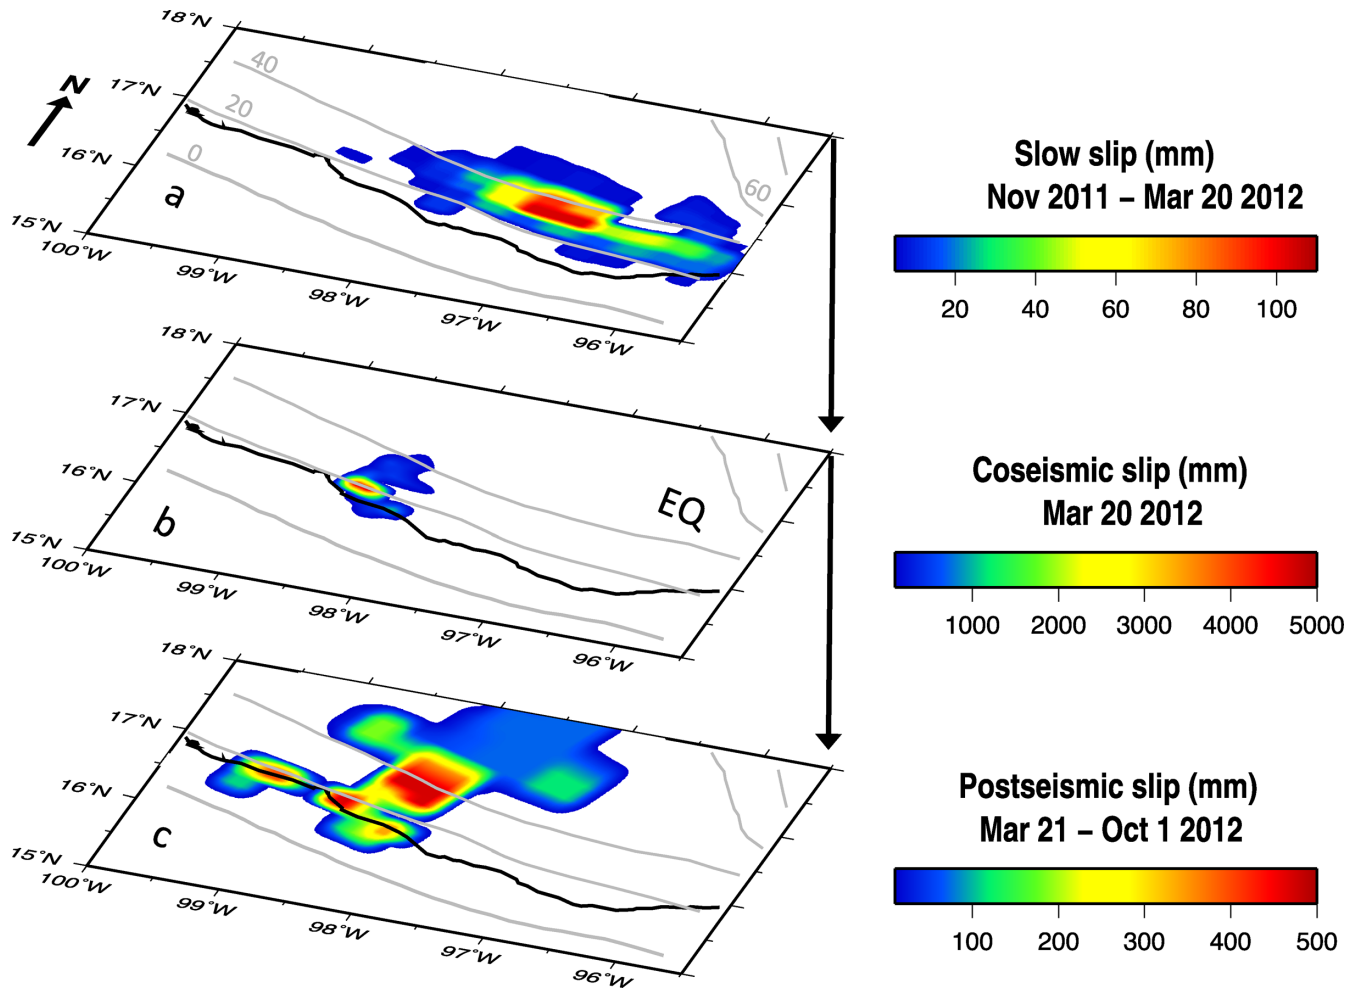 18°N
17°N
16°N
15°N
100°W
99°W
98°W
97°W
96°W
N
40
20
0
60
a
Slow slip (mm)
Nov 2011 – Mar 20 2012
20 40 60 80 100
18°N
17°N
16°N
15°N
100°W
99°W
98°W
97°W
96°W
EQ
b
Coseismic slip (mm)
Mar 20 2012
1000 2000 3000 4000 5000
18°N
17°N
16°N
15°N
100°W
99°W
98°W
97°W
96°W
c
Postseismic slip (mm)
Mar 21 – Oct 1 2012
100 200 300 400 500